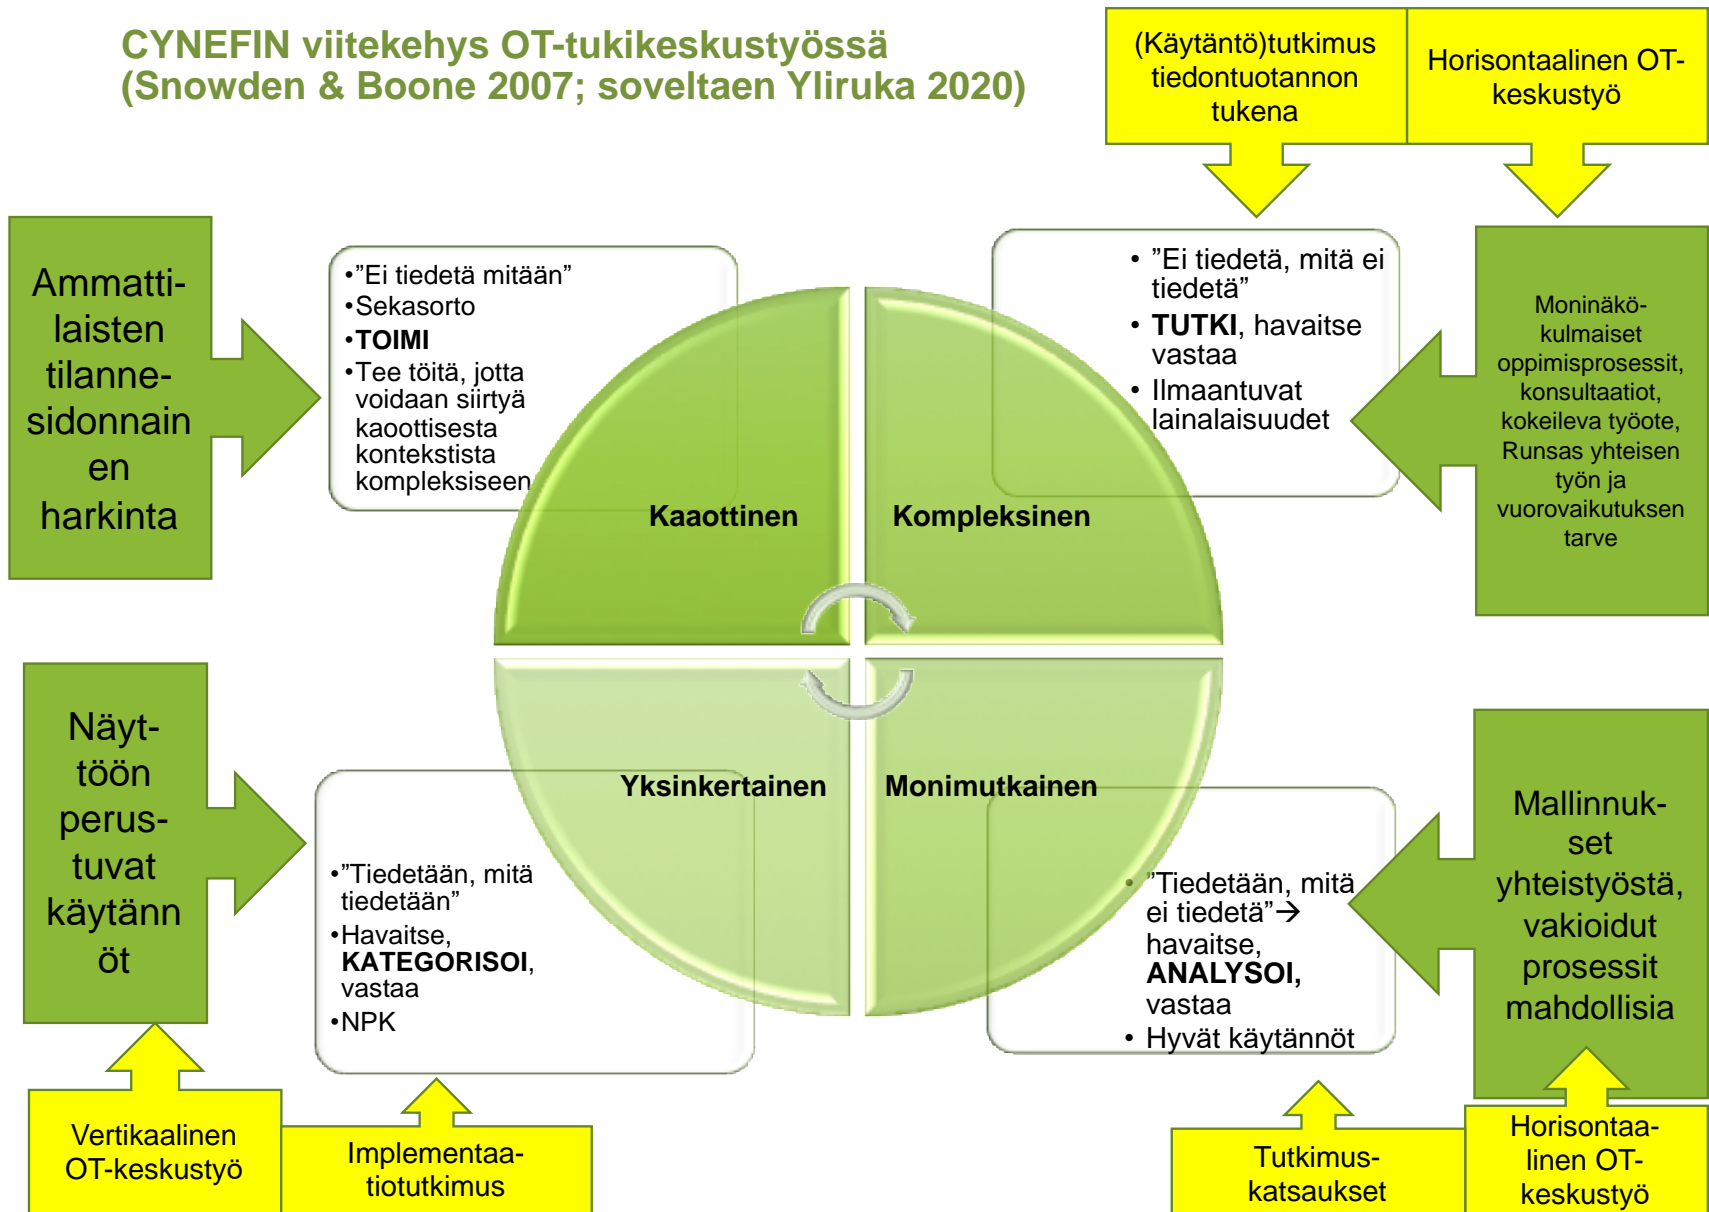 CYNEFIN viitekehys OT-tukikeskustyössä
(Snowden & Boone 2007; soveltaen Yliruka 2020)
(Käytäntö)tutkimus
tiedontuotannon
tukena
Horisontaalinen OT-
keskustyö
Ammatti-
laisten
tilanne-
sidonnain
en
harkinta
•"Ei tiedetä mitään”
•Sekasorto
•TOIMI
•Tee töitä, jotta
voidaan siirtyä
kaoottisesta
kontekstista
kompleksiseen
• ”Ei tiedetä, mitä ei
tiedetä”
• TUTKI, havaitse
vastaa
• Ilmaantuvat
lainalaisuudet
Moninäkö-
kulmaiset
oppimisprosessit,
konsultaatiot,
kokeileva työote,
Runsas yhteisen
työn ja
vuorovaikutuksen
tarve
Kaaottinen
Kompleksinen
Yksinkertainen
Monimutkainen
Näyt-
töön
perus-
tuvat
käytänn
öt
•”Tiedetään, mitä
tiedetään”
•Havaitse,
KATEGORISOI,
vastaa
•NPK
• ”Tiedetään, mitä
ei tiedetä”→
havaitse,
ANALYSOI,
vastaa
• Hyvät käytännöt
Mallinnuk-
set
yhteistyöstä,
vakioidut
prosessit
mahdollisia
Vertikaalinen
OT-keskustyö
Implementaa-
tiotutkimus
Tutkimus-
katsaukset
Horisontaa-
linen OT-
keskustyö